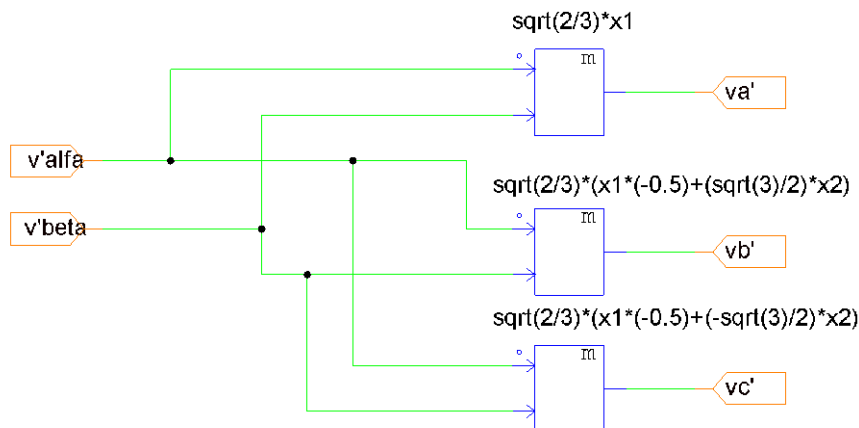 sqrt(2/3)*x1
m
va'
v'alfa
sqrt(2/3)*(x1*(-0.5)+(sqrt(3)/2)*x2)
v'beta
m
vb'
sqrt(2/3)*(x1*(-0.5)+(-sqrt(3)/2)*x2)
m
vc'